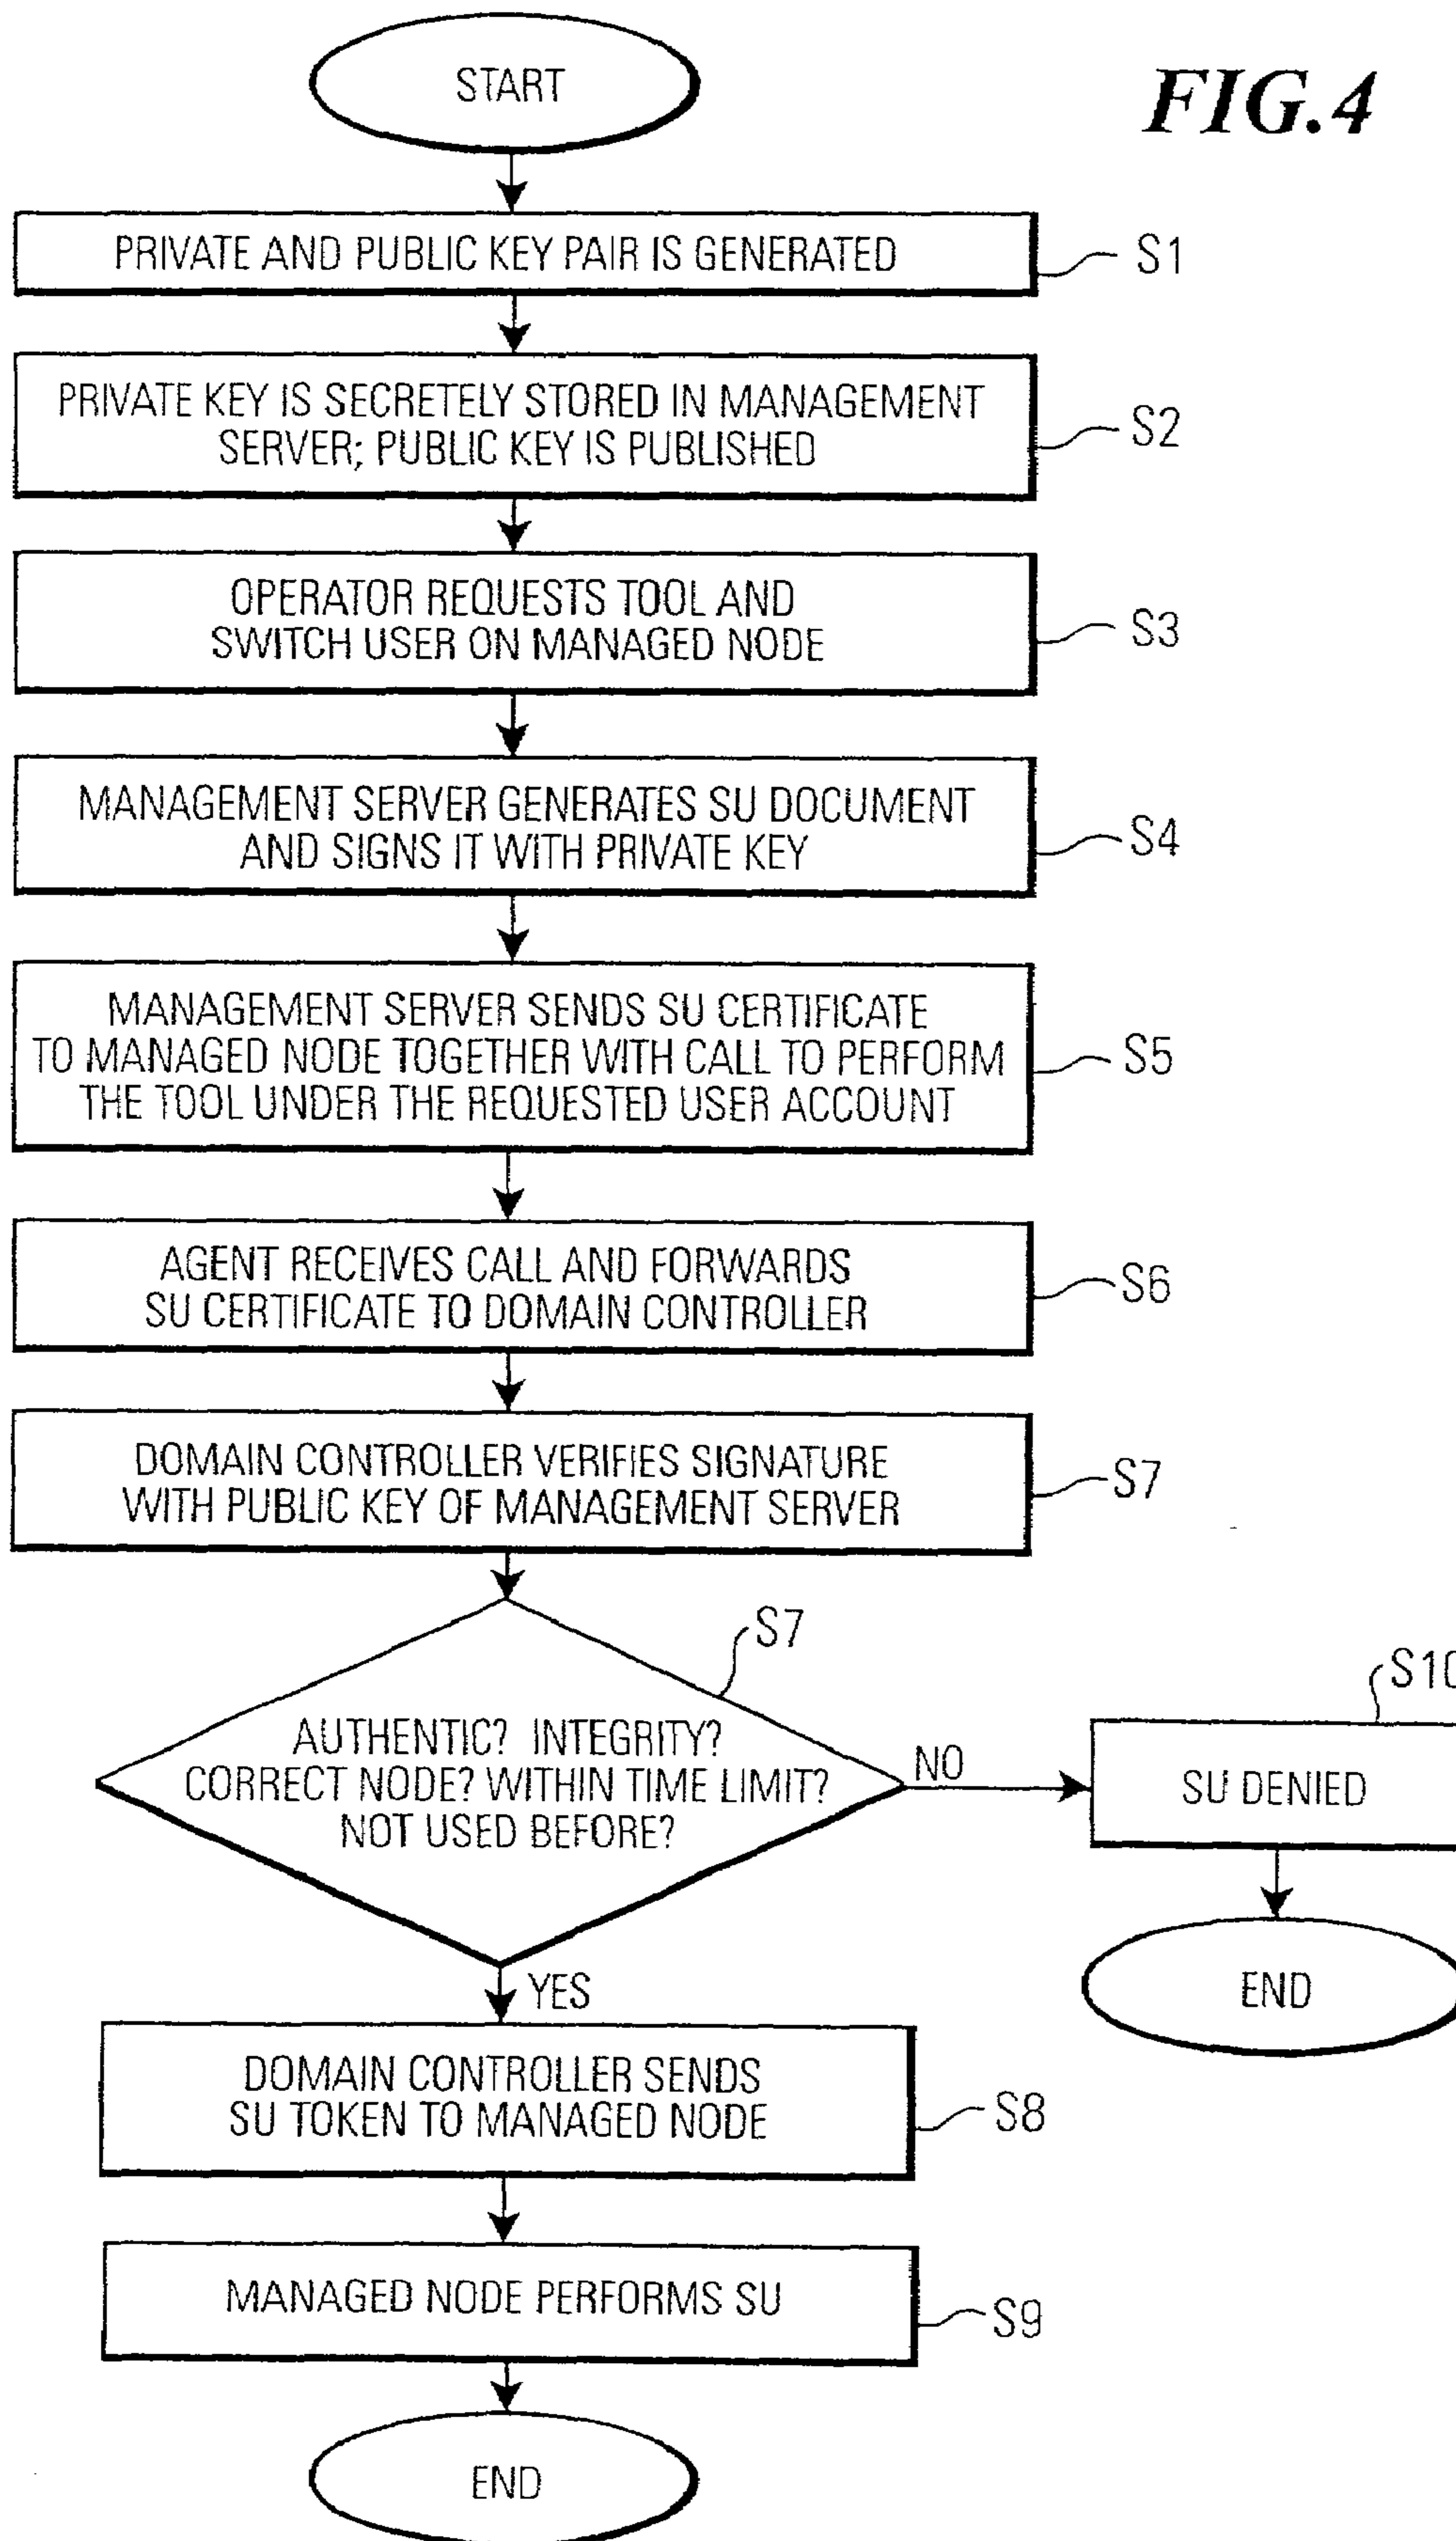 START
FIG.4
PRIVATE AND PUBLIC KEY PAIR IS GENERATED
S1
PRIVATE KEY IS SECRETELY STORED IN MANAGEMENT
SERVER; PUBLIC KEY IS PUBLISHED
S2
OPERATOR REQUESTS TOOL AND
SWITCH USER ON MANAGED NODE
S3
MANAGEMENT SERVER GENERATES SU DOCUMENT
AND SIGNS IT WITH PRIVATE KEY
S4
MANAGEMENT SERVER SENDS SU CERTIFICATE
TO MANAGED NODE TOGETHER WITH CALL TO PERFORM
THE TOOL UNDER THE REQUESTED USER ACCOUNT
S5
AGENT RECEIVES CALL AND FORWARDS
SU CERTIFICATE TO DOMAIN CONTROLLER
S6
DOMAIN CONTROLLER VERIFIES SIGNATURE
WITH PUBLIC KEY OF MANAGEMENT SERVER
S7
S7
AUTHENTIC? INTEGRITY?
CORRECT NODE? WITHIN TIME LIMIT?
NOT USED BEFORE?
NO
S10
SU DENIED
END
YES
DOMAIN CONTROLLER SENDS
SU TOKEN TO MANAGED NODE
S8
MANAGED NODE PERFORMS SU
S9
END